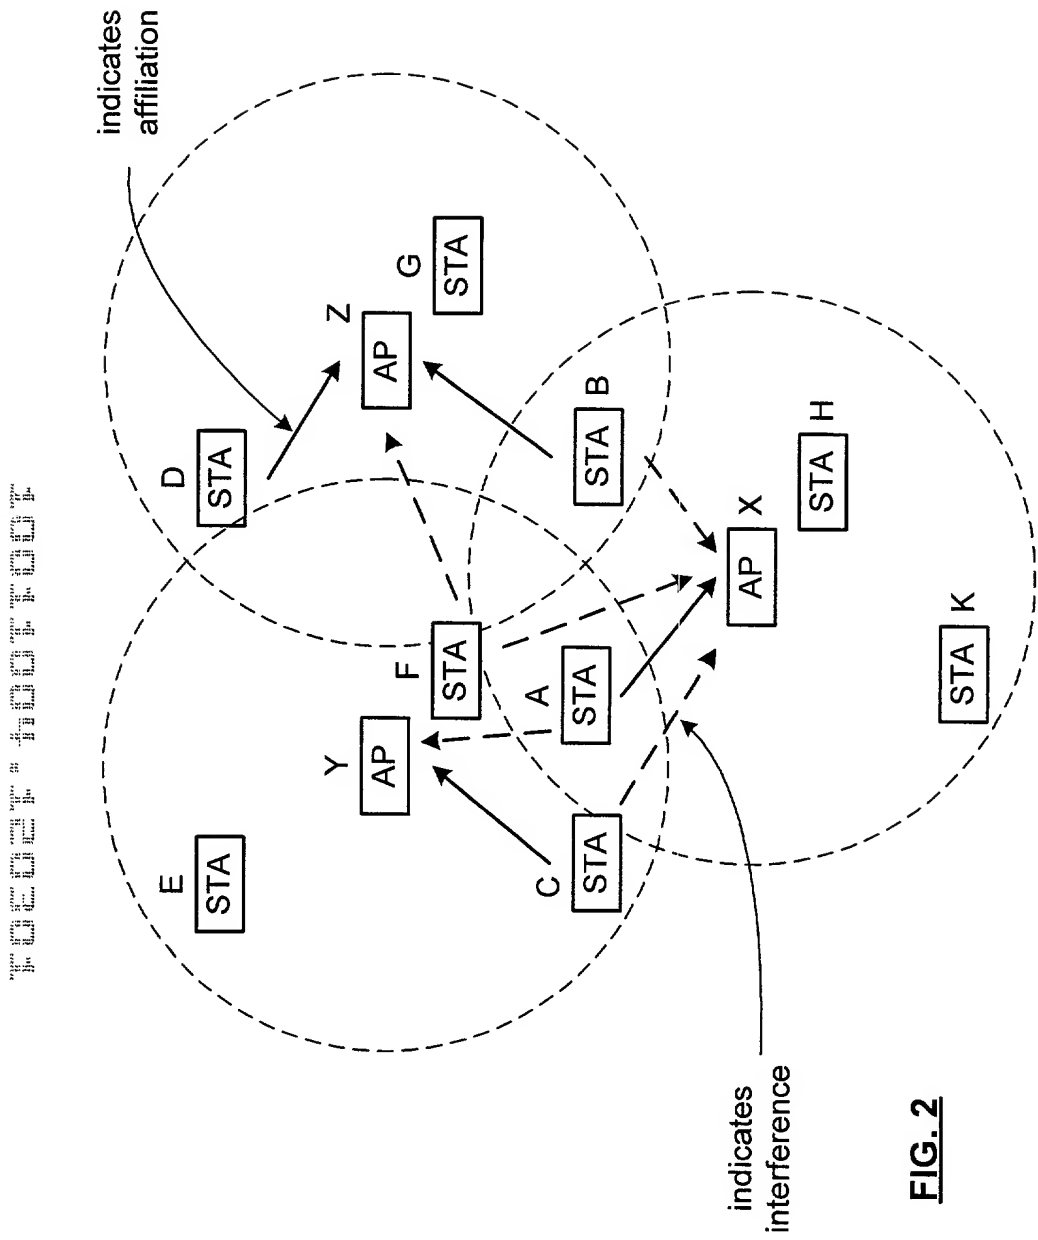 indicates
affiliation
E
D
STA
STA
Y
Z
AP
AP
F
G
STA
STA
A
C
STA
STA
STA B
indicates
interference
AP X
STA H
STA K
FIG. 2